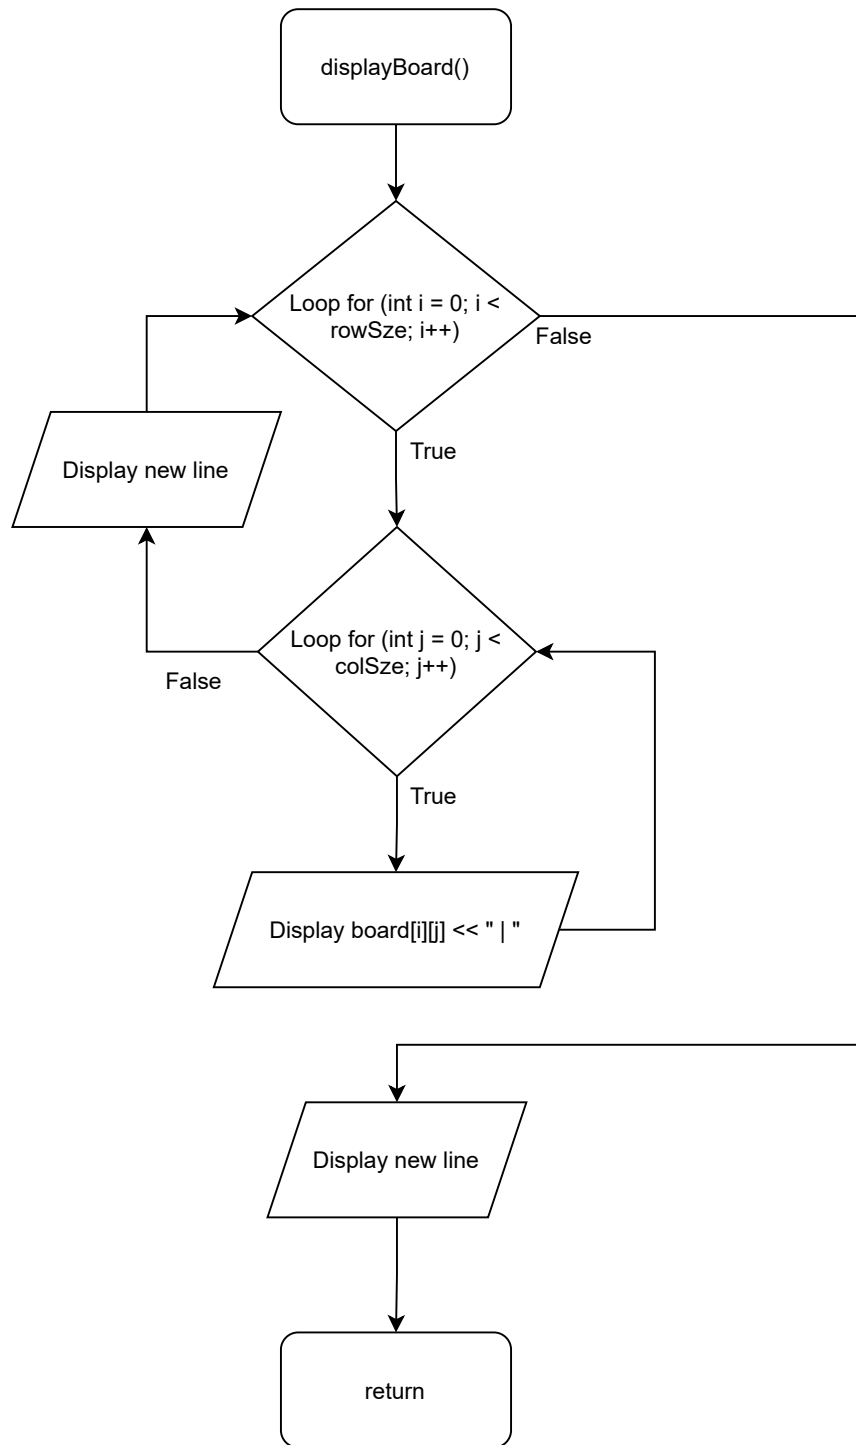 displayBoard()
Loop for (int i = 0; i <
rowSze; i++)
False
True
Display new line
Loop for (int j = 0; j <
colSze; j++)
False
True
Display board[i][j] << " | "
Display new line
return